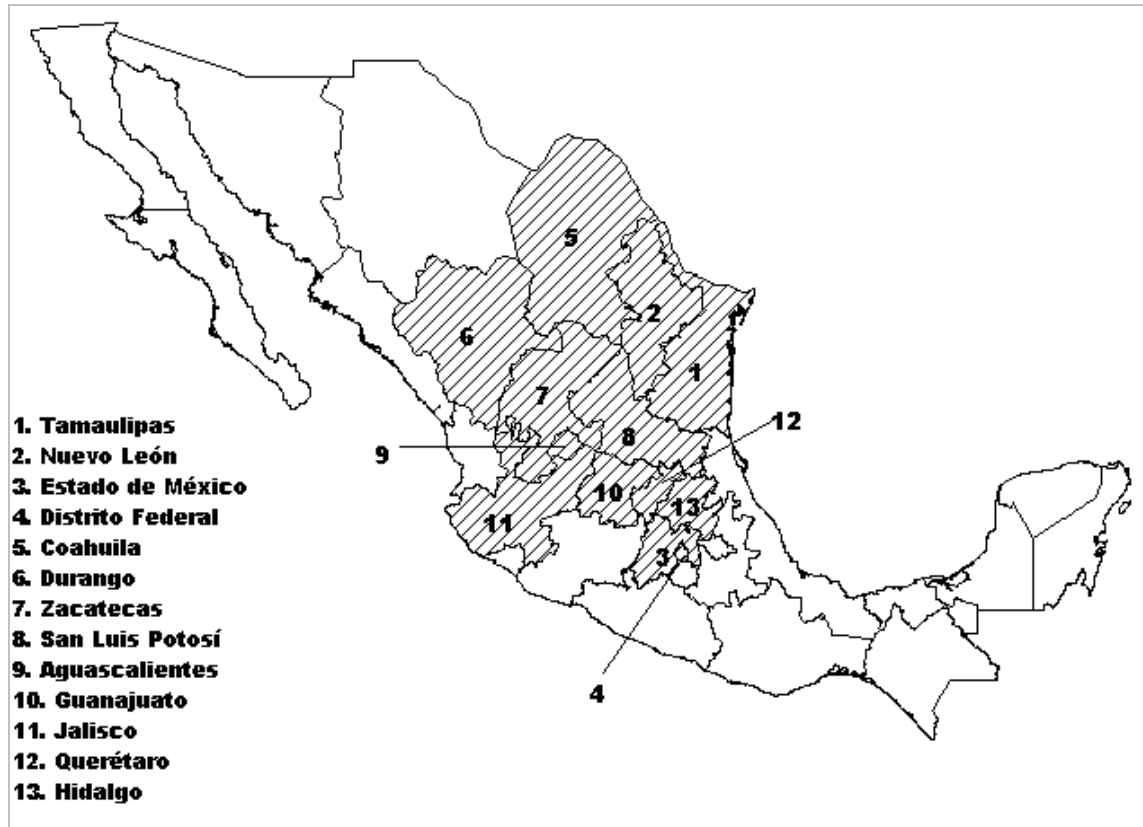 5
2
6
1
7
12
8
9
10
13
11
3
4
1. Tamaulipas
2. Nuevo León
3. Estado de México
4. Distrito Federal
5. Coahuila
6. Durango
7. Zacatecas
8. San Luis Potosí
9. Aguascalientes
10. Guanajuato
11. Jalisco
12. Querétaro
13. Hidalgo